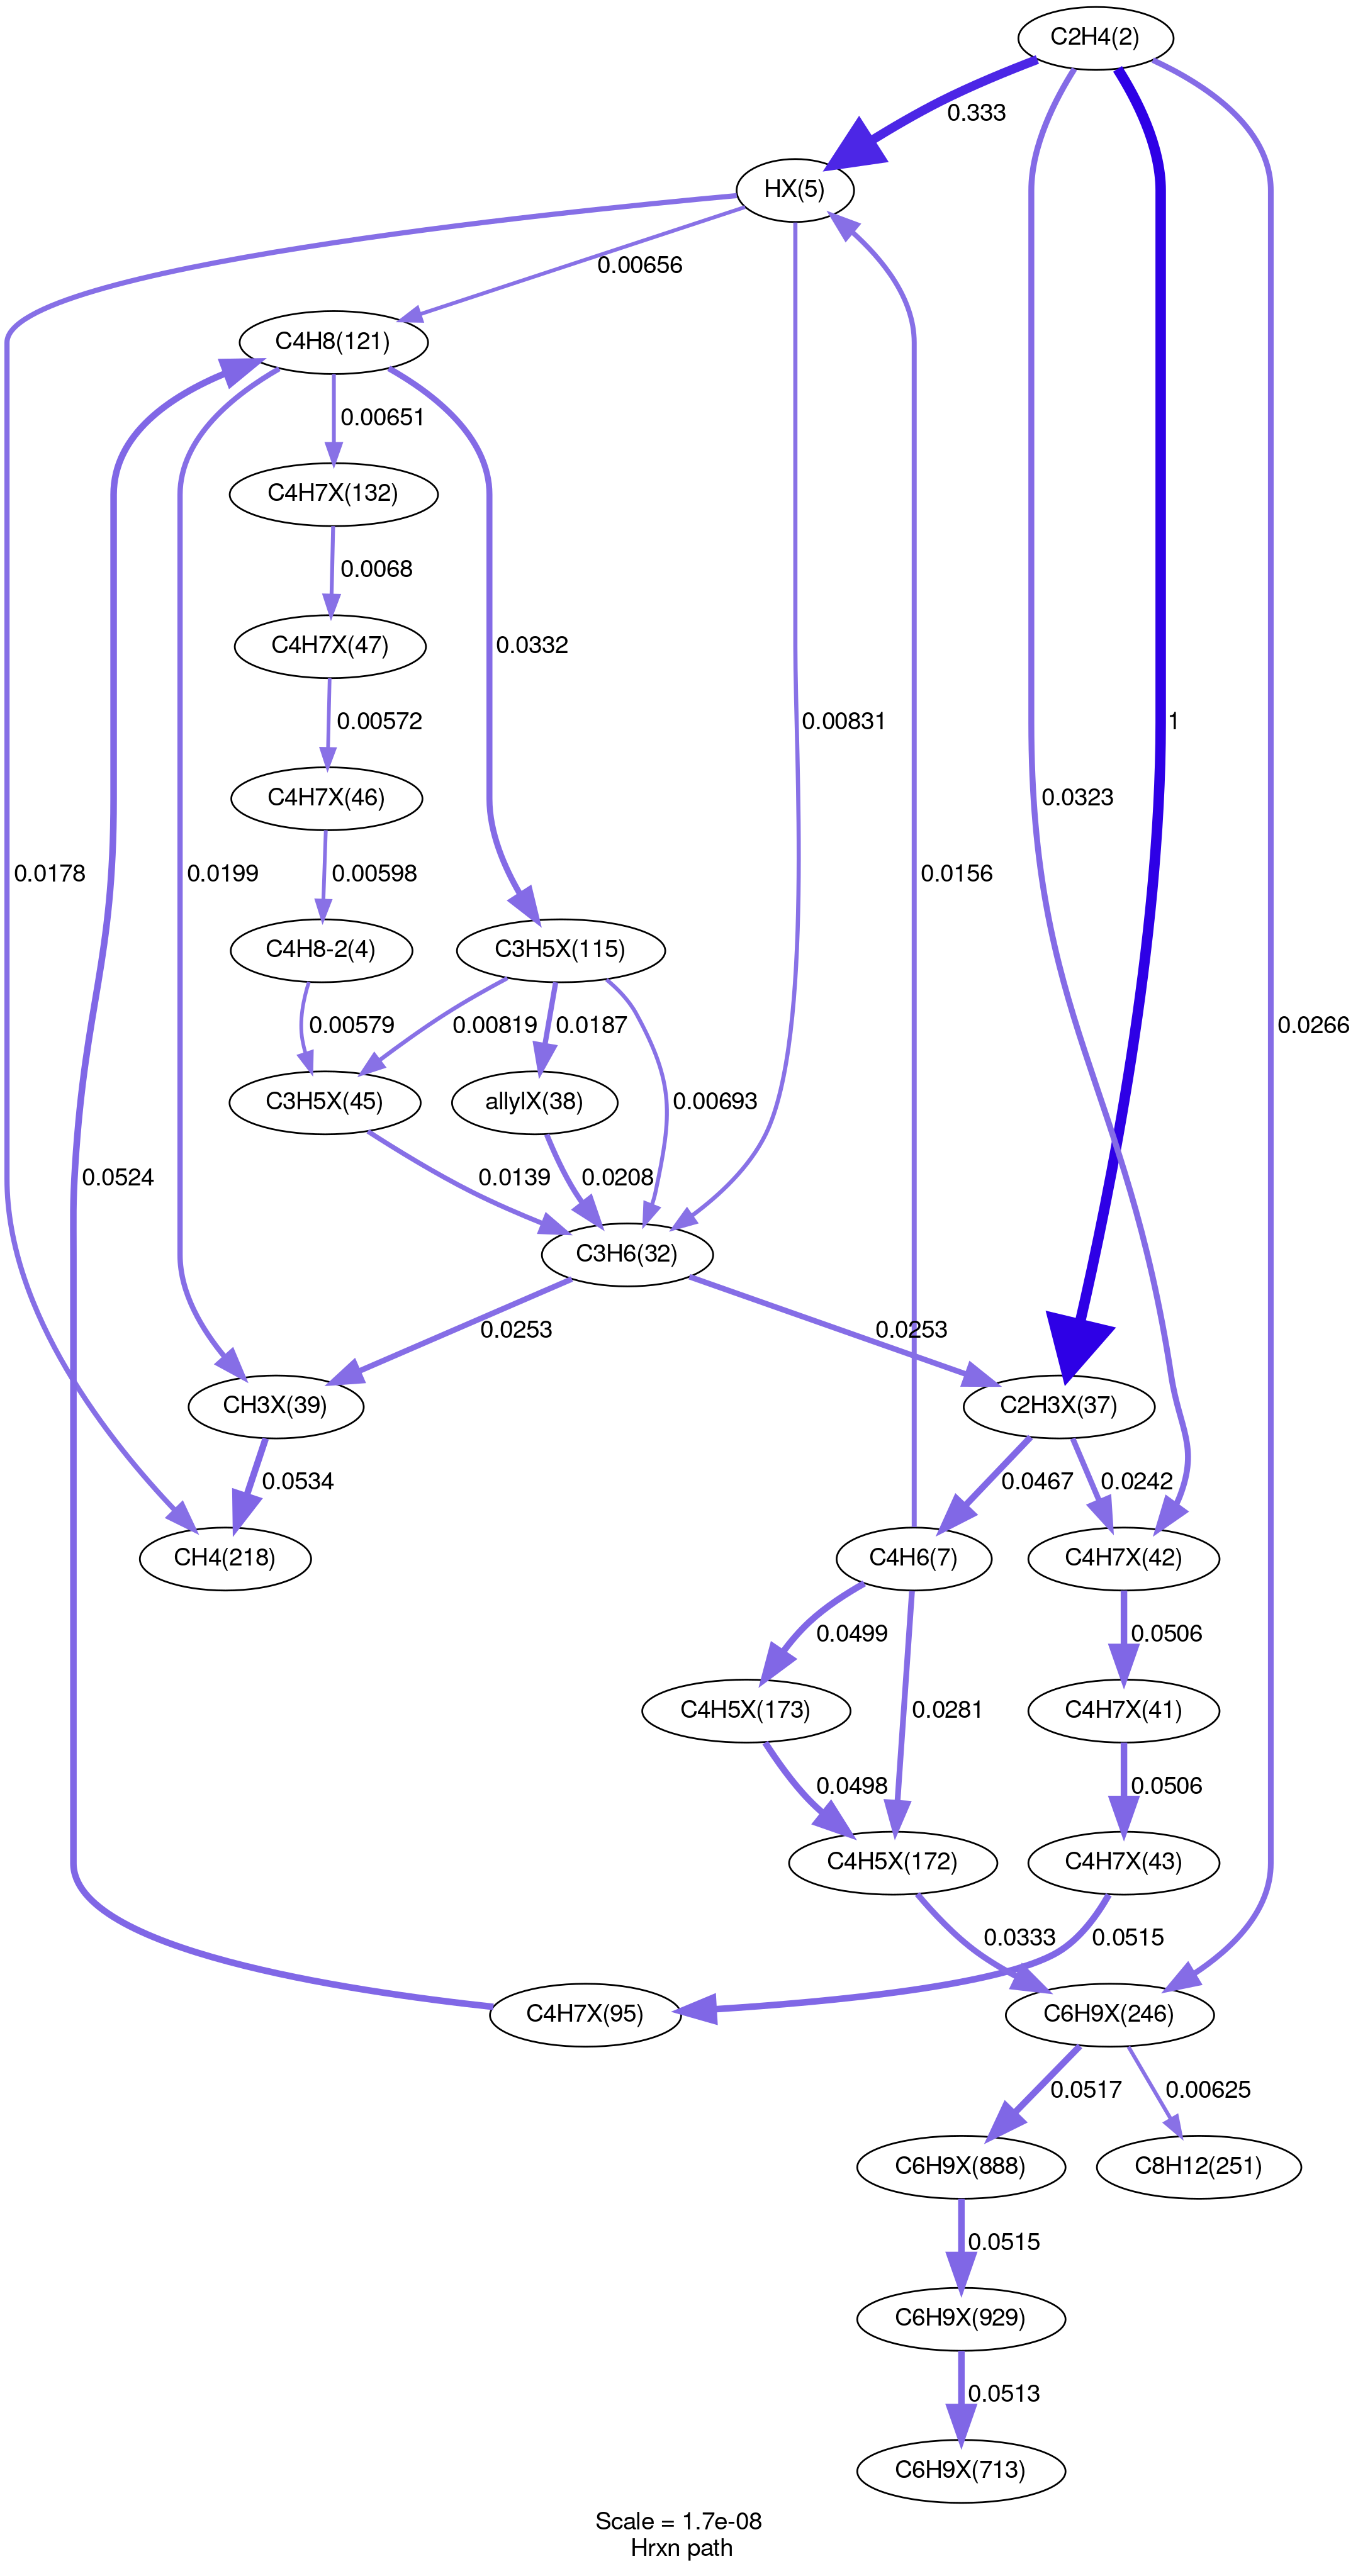 C2H4(2)
0.333
HX(5)
0.00656
C4H8(121)
0.00651
C4H7X(132)
0.0068
C4H7X(47)
0.0332
0.00572
0.00831
1
C4H7X(46)
0.0323
0.0178
0.0199
0.00598
0.0156
C4H8-2(4)
C3H5X(115)
0.0266
0.00579
0.00819
0.0187
C3H5X(45)
allylX(38)
0.00693
0.0524
0.0139
0.0208
C3H6(32)
0.0253
0.0253
CH3X(39)
C2H3X(37)
0.0534
0.0467
0.0242
CH4(218)
C4H6(7)
C4H7X(42)
0.0499
0.0506
C4H5X(173)
0.0281
C4H7X(41)
0.0498
0.0506
C4H5X(172)
C4H7X(43)
0.0333
0.0515
C4H7X(95)
C6H9X(246)
0.0517
0.00625
C6H9X(888)
C8H12(251)
0.0515
C6H9X(929)
0.0513
C6H9X(713)
Scale = 1.7e-08
Hrxn path